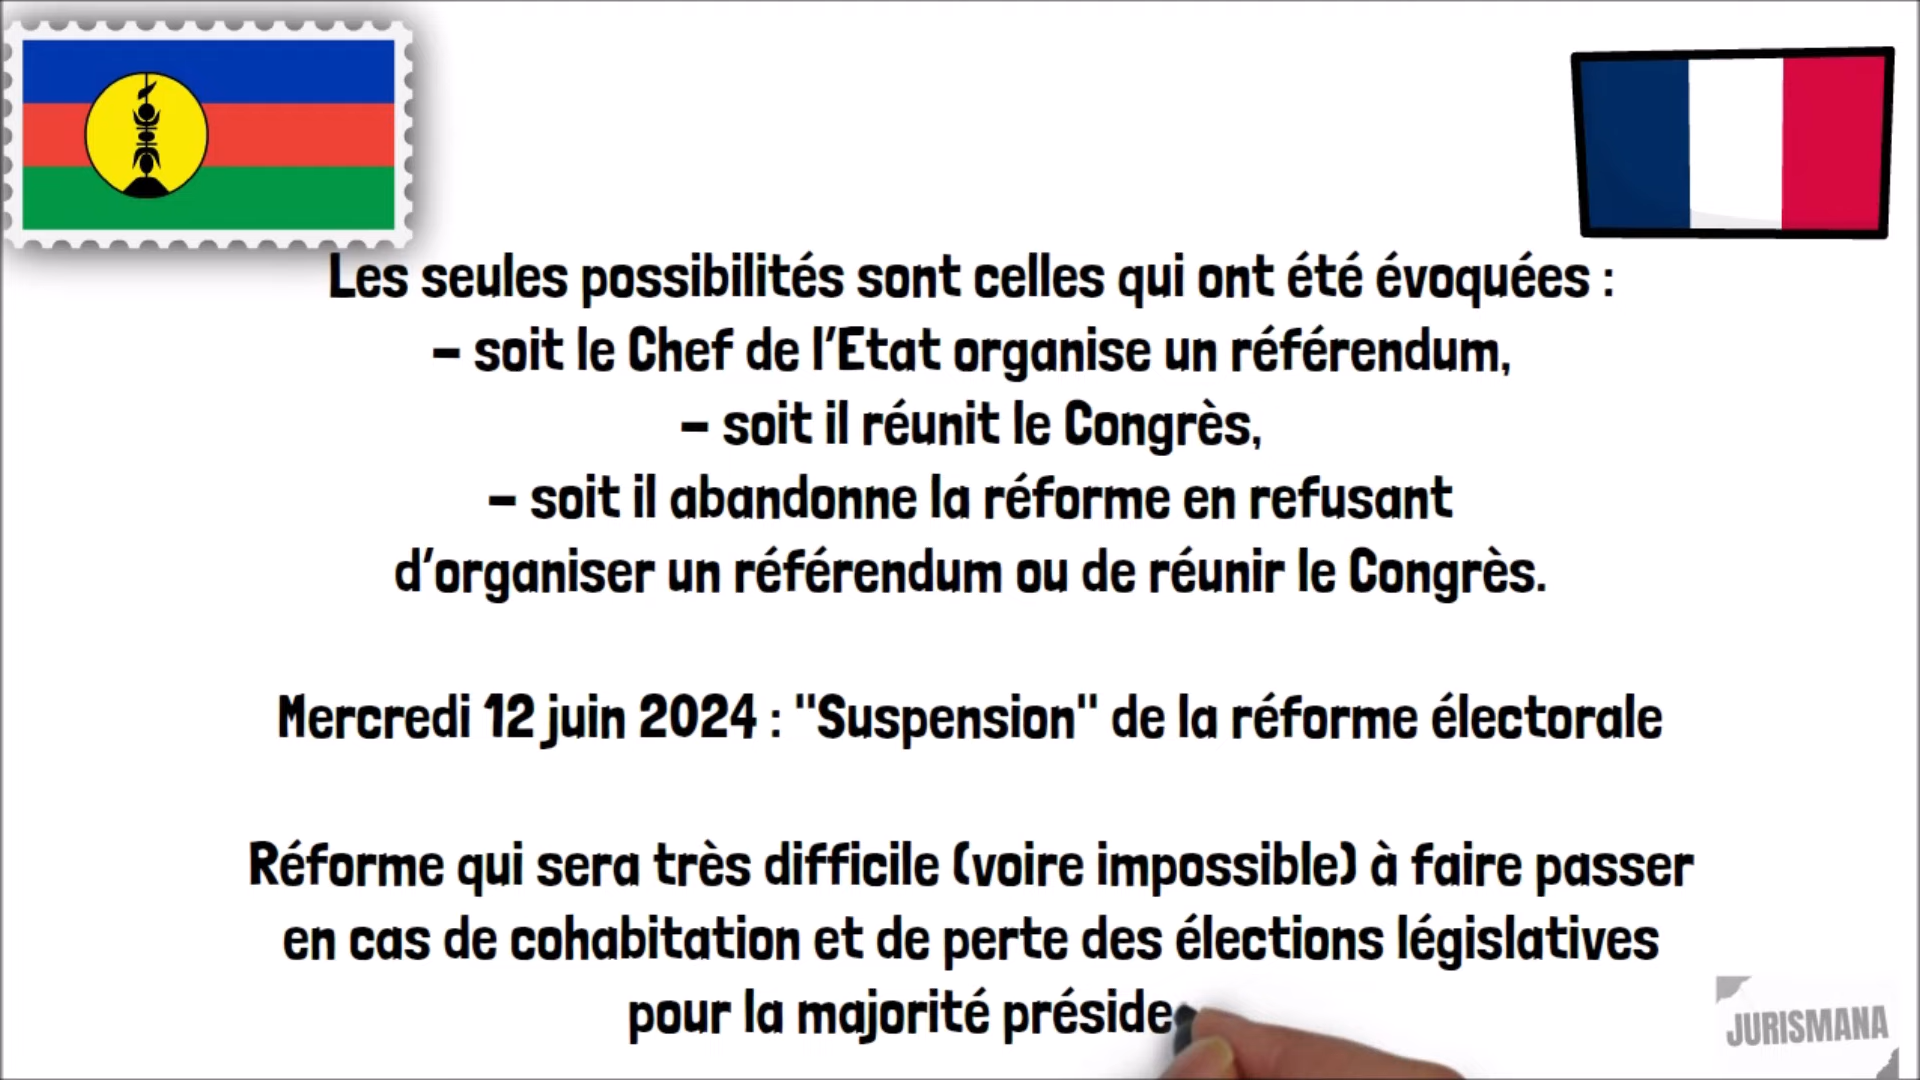 Les seules possibilités sont celles qui ont été évoquées :
– soit le Chef de l'Etat organise un référendum,
– soit il réunit le Congrès,
– soit il abandonne la réforme en refusant
d'organiser un référendum ou de réunir le Congrès.
Mercredi 12 juin 2024 : "Suspension" de la réforme électorale
Réforme qui sera très difficile (voire impossible) à faire passer
en cas de cohabitation et de perte des élections législatives
pour la majorité préside
JURISMANA